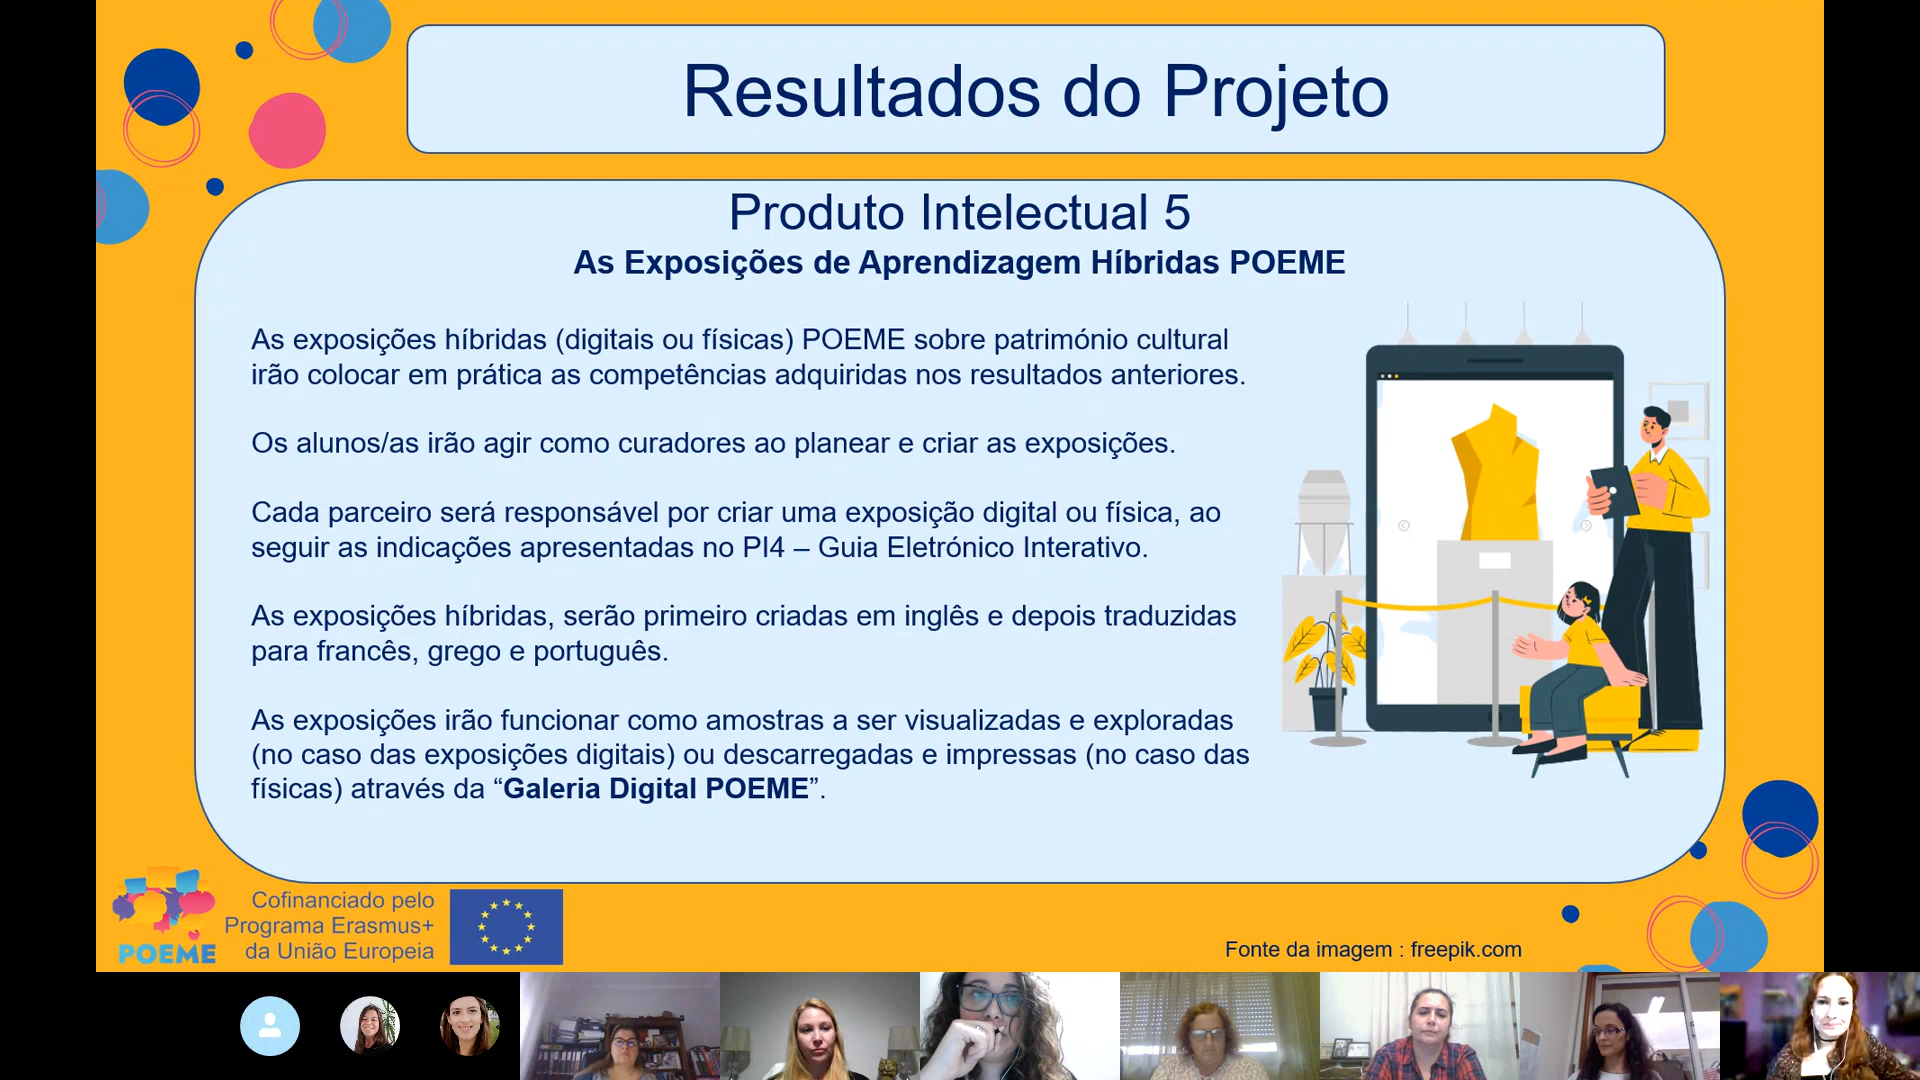 Resultados do Projeto
Produto Intelectual 5
As Exposições de Aprendizagem Híbridas POEME
As exposições híbridas (digitais ou físicas) POEME sobre património cultural
irão colocar em prática as competências adquiridas nos resultados anteriores.
Os alunos/as irão agir como curadores ao planear e criar as exposições.
Cada parceiro será responsável por criar uma exposição digital ou física, ao
seguir as indicações apresentadas no PI4 – Guia Eletrónico Interativo.
As exposições híbridas, serão primeiro criadas em inglês e depois traduzidas
para francês, grego e português.
As exposições irão funcionar como amostras a ser visualizadas e exploradas
(no caso das exposições digitais) ou descarregadas e impressas (no caso das
físicas) através da “Galeria Digital POEME”.
POEME
Cofinanciado pelo
Programa Erasmus+
da União Europeia
Fonte da imagem : freepik.com